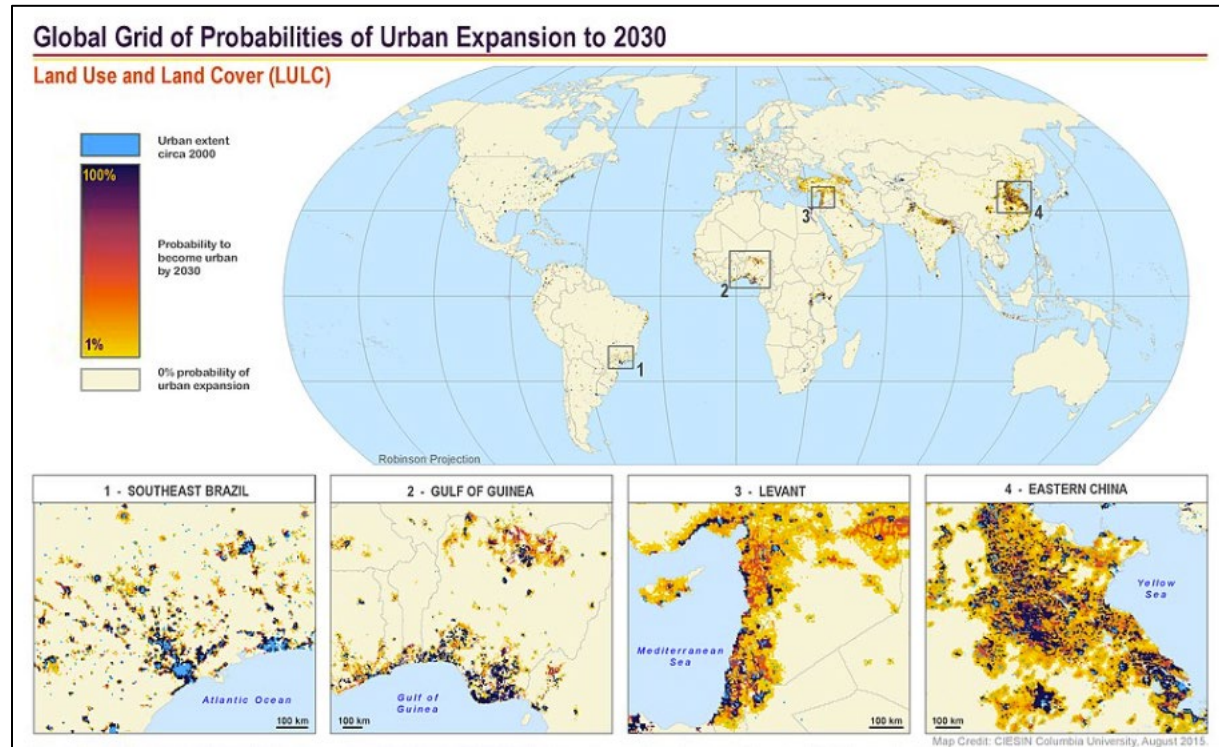 Global Grid of Probabilities of Urban Expansion to 2030
Land Use and Land Cover (LULC)
Urban extent
circa 2000
100%
Probability to
become urban
by 2030
1%
0% probability of
urban expansion
1
2
3
4
Robinson Projection
1 - SOUTHEAST BRAZIL
Atlantic Ocean
100 km
2 - GULF OF GUINEA
Gulf of
Guinea
100 km
3 - LEVANT
Mediterranean
Sea
100 km
4 - EASTERN CHINA
Yellow
Sea
100 km
Map Credit: CIESIN Columbia University, August 2015.